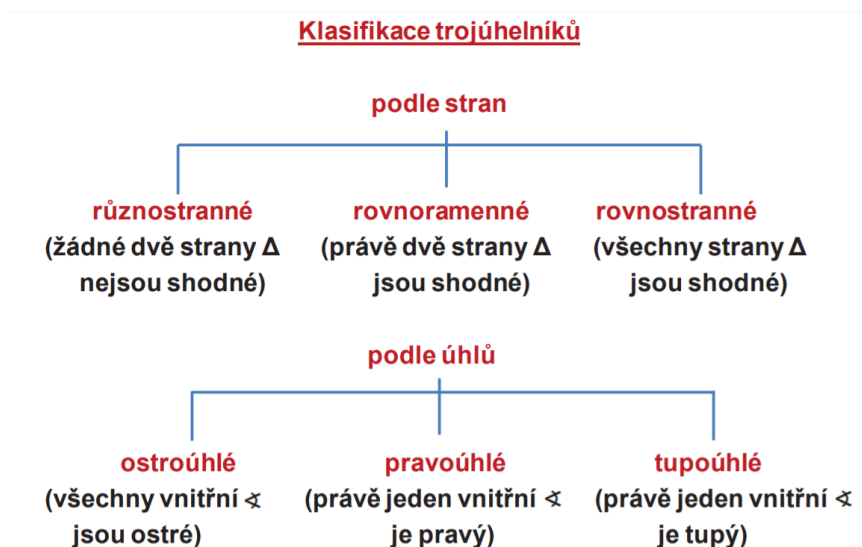 Klasifikace trojúhelníků
podle stran
různostranné rovnoramenné rovnostranné
(žádné dvě strany Δ (právě dvě strany Δ (všechny strany Δ
nejsou shodné) jsou shodné) jsou shodné)
podle úhlů
ostroúhlé pravoúhlé tupoúhlé
(všechny vnitřní ∢ (právě jeden vnitřní ∢ (právě jeden vnitřní ∢
jsou ostré) je pravý) je tupý)